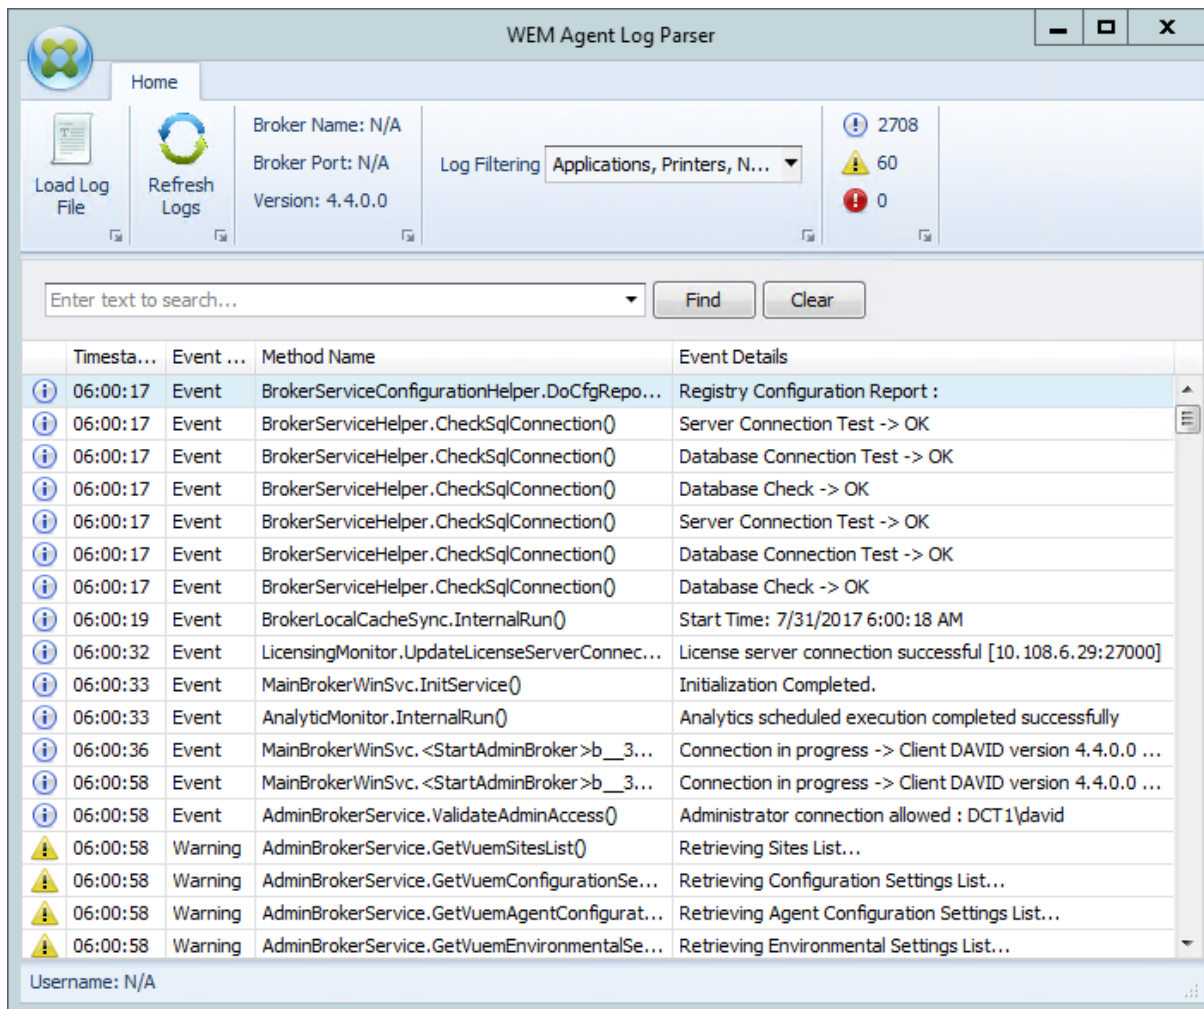 WEM Agent Log Parser
Home
Load Log File
Refresh Logs
Broker Name: N/A
Broker Port: N/A
Version: 4.4.0.0
Log Filtering Applications, Printers, N...
2708
60
0
Enter text to search...
Find
Clear
Timesta... Event ... Method Name Event Details
06:00:17 Event BrokerServiceConfigurationHelper.DoCfgRepo... Registry Configuration Report :
06:00:17 Event BrokerServiceHelper.CheckSqlConnection() Server Connection Test -> OK
06:00:17 Event BrokerServiceHelper.CheckSqlConnection() Database Connection Test -> OK
06:00:17 Event BrokerServiceHelper.CheckSqlConnection() Database Check -> OK
06:00:17 Event BrokerServiceHelper.CheckSqlConnection() Server Connection Test -> OK
06:00:17 Event BrokerServiceHelper.CheckSqlConnection() Database Connection Test -> OK
06:00:17 Event BrokerServiceHelper.CheckSqlConnection() Database Check -> OK
06:00:19 Event BrokerLocalCacheSync.InternalRun() Start Time: 7/31/2017 6:00:18 AM
06:00:32 Event LicensingMonitor.UpdateLicenseServerConnec... License server connection successful [10.108.6.29:27000]
06:00:33 Event MainBrokerWinSvc.InitService() Initialization Completed.
06:00:33 Event AnalyticMonitor.InternalRun() Analytics scheduled execution completed successfully
06:00:36 Event MainBrokerWinSvc.<StartAdminBroker>b__3... Connection in progress -> Client DAVID version 4.4.0.0 ...
06:00:58 Event MainBrokerWinSvc.<StartAdminBroker>b__3... Connection in progress -> Client DAVID version 4.4.0.0 ...
06:00:58 Event AdminBrokerService.ValidateAdminAccess() Administrator connection allowed : DCT1\david
06:00:58 Warning AdminBrokerService.GetVuemSitesList() Retrieving Sites List...
06:00:58 Warning AdminBrokerService.GetVuemConfigurationSe... Retrieving Configuration Settings List...
06:00:58 Warning AdminBrokerService.GetVuemAgentConfigurat... Retrieving Agent Configuration Settings List...
06:00:58 Warning AdminBrokerService.GetVuemEnvironmentalSe... Retrieving Environmental Settings List...
Username: N/A